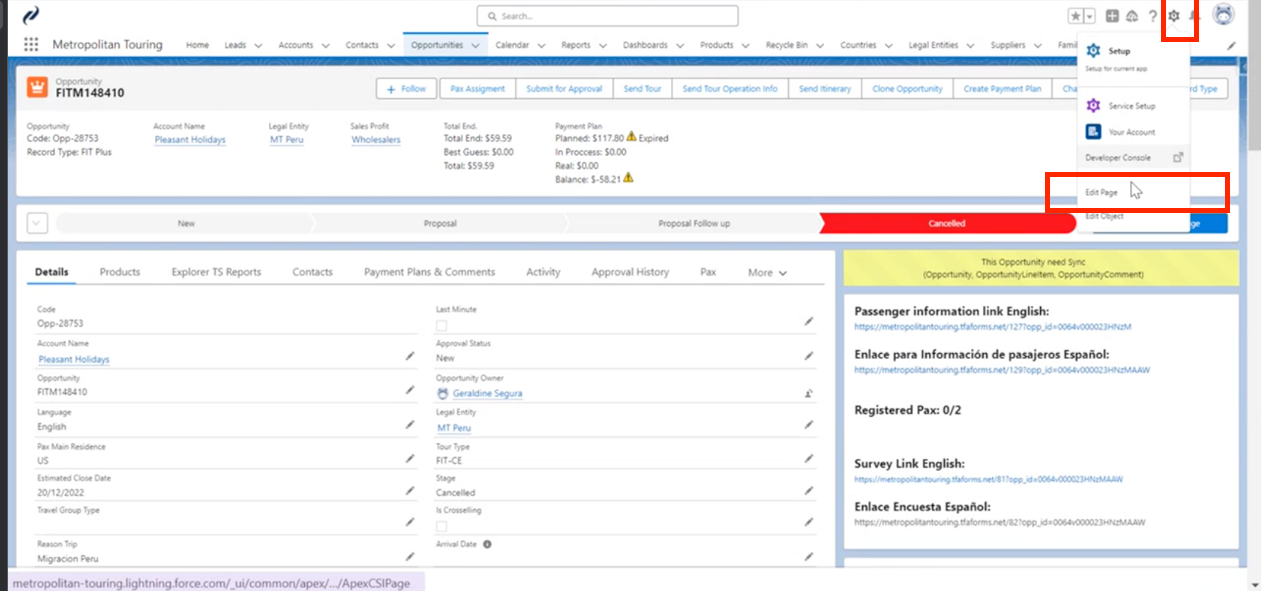 Search...
Metropolitan Touring
Home
Leads
Accounts
Contacts
Opportunities
Calendar
Reports
Dashboards
Products
Recycle Bin
Countries
Legal Entities
Suppliers
Famil
Setup
Setup for current app
Service Setup
Your Account
Developer Console
Edit Page
Edit Object
Opportunity
FITM148410
+ Follow
Pax Assigment
Submit for Approval
Send Tour
Send Tour Operation Info
Send Itinerary
Clone Opportunity
Create Payment Plan
Cha
rd Type
Opportunity
Code: Opp-28753
Record Type: FIT Plus
Account Name
Pleasant Holidays
Legal Entity
MT Peru
Sales Profit
Wholesalers
Total End.
Total End: $59.59
Best Guess: $0.00
Total: $59.59
Payment Plan
Planned: $117.80 Expired
In Proccess: $0.00
Real: $0.00
Balance: $-58.21
New
Proposal
Proposal Follow up
Cancelled
ge
Details
Products
Explorer TS Reports
Contacts
Payment Plans & Comments
Activity
Approval History
Pax
More
Code
Opp-28753
Last Minute
Account Name
Pleasant Holidays
Approval Status
New
Opportunity
FITM148410
Opportunity Owner
Geraldine Segura
Language
English
Legal Entity
MT Peru
Pax Main Residence
US
Tour Type
FIT-CE
Estimated Close Date
20/12/2022
Stage
Cancelled
Travel Group Type
Is Crosselling
Reason Trip
Migracion Peru
Arrival Date
This Opportunity need Sync
(Opportunity, OpportunityLineItem, OpportunityComment)
Passenger information link English:
https://metropolitantouring.tfaforms.net/127?opp_id=0064v000023HNzM
Enlace para Información de pasajeros Español:
https://metropolitantouring.tfaforms.net/129?opp_id=0064v000023HNzMAAW
Registered Pax: 0/2
Survey Link English:
https://metropolitantouring.tfaforms.net/81?opp_id=0064v000023HNzMAAW
Enlace Encuesta Español:
https://metropolitantouring.tfaforms.net/82?opp_id=0064v000023HNzMAAW
metropolitan-touring.lightning.force.com/_ui/common/apex/.../ApexCSIPage